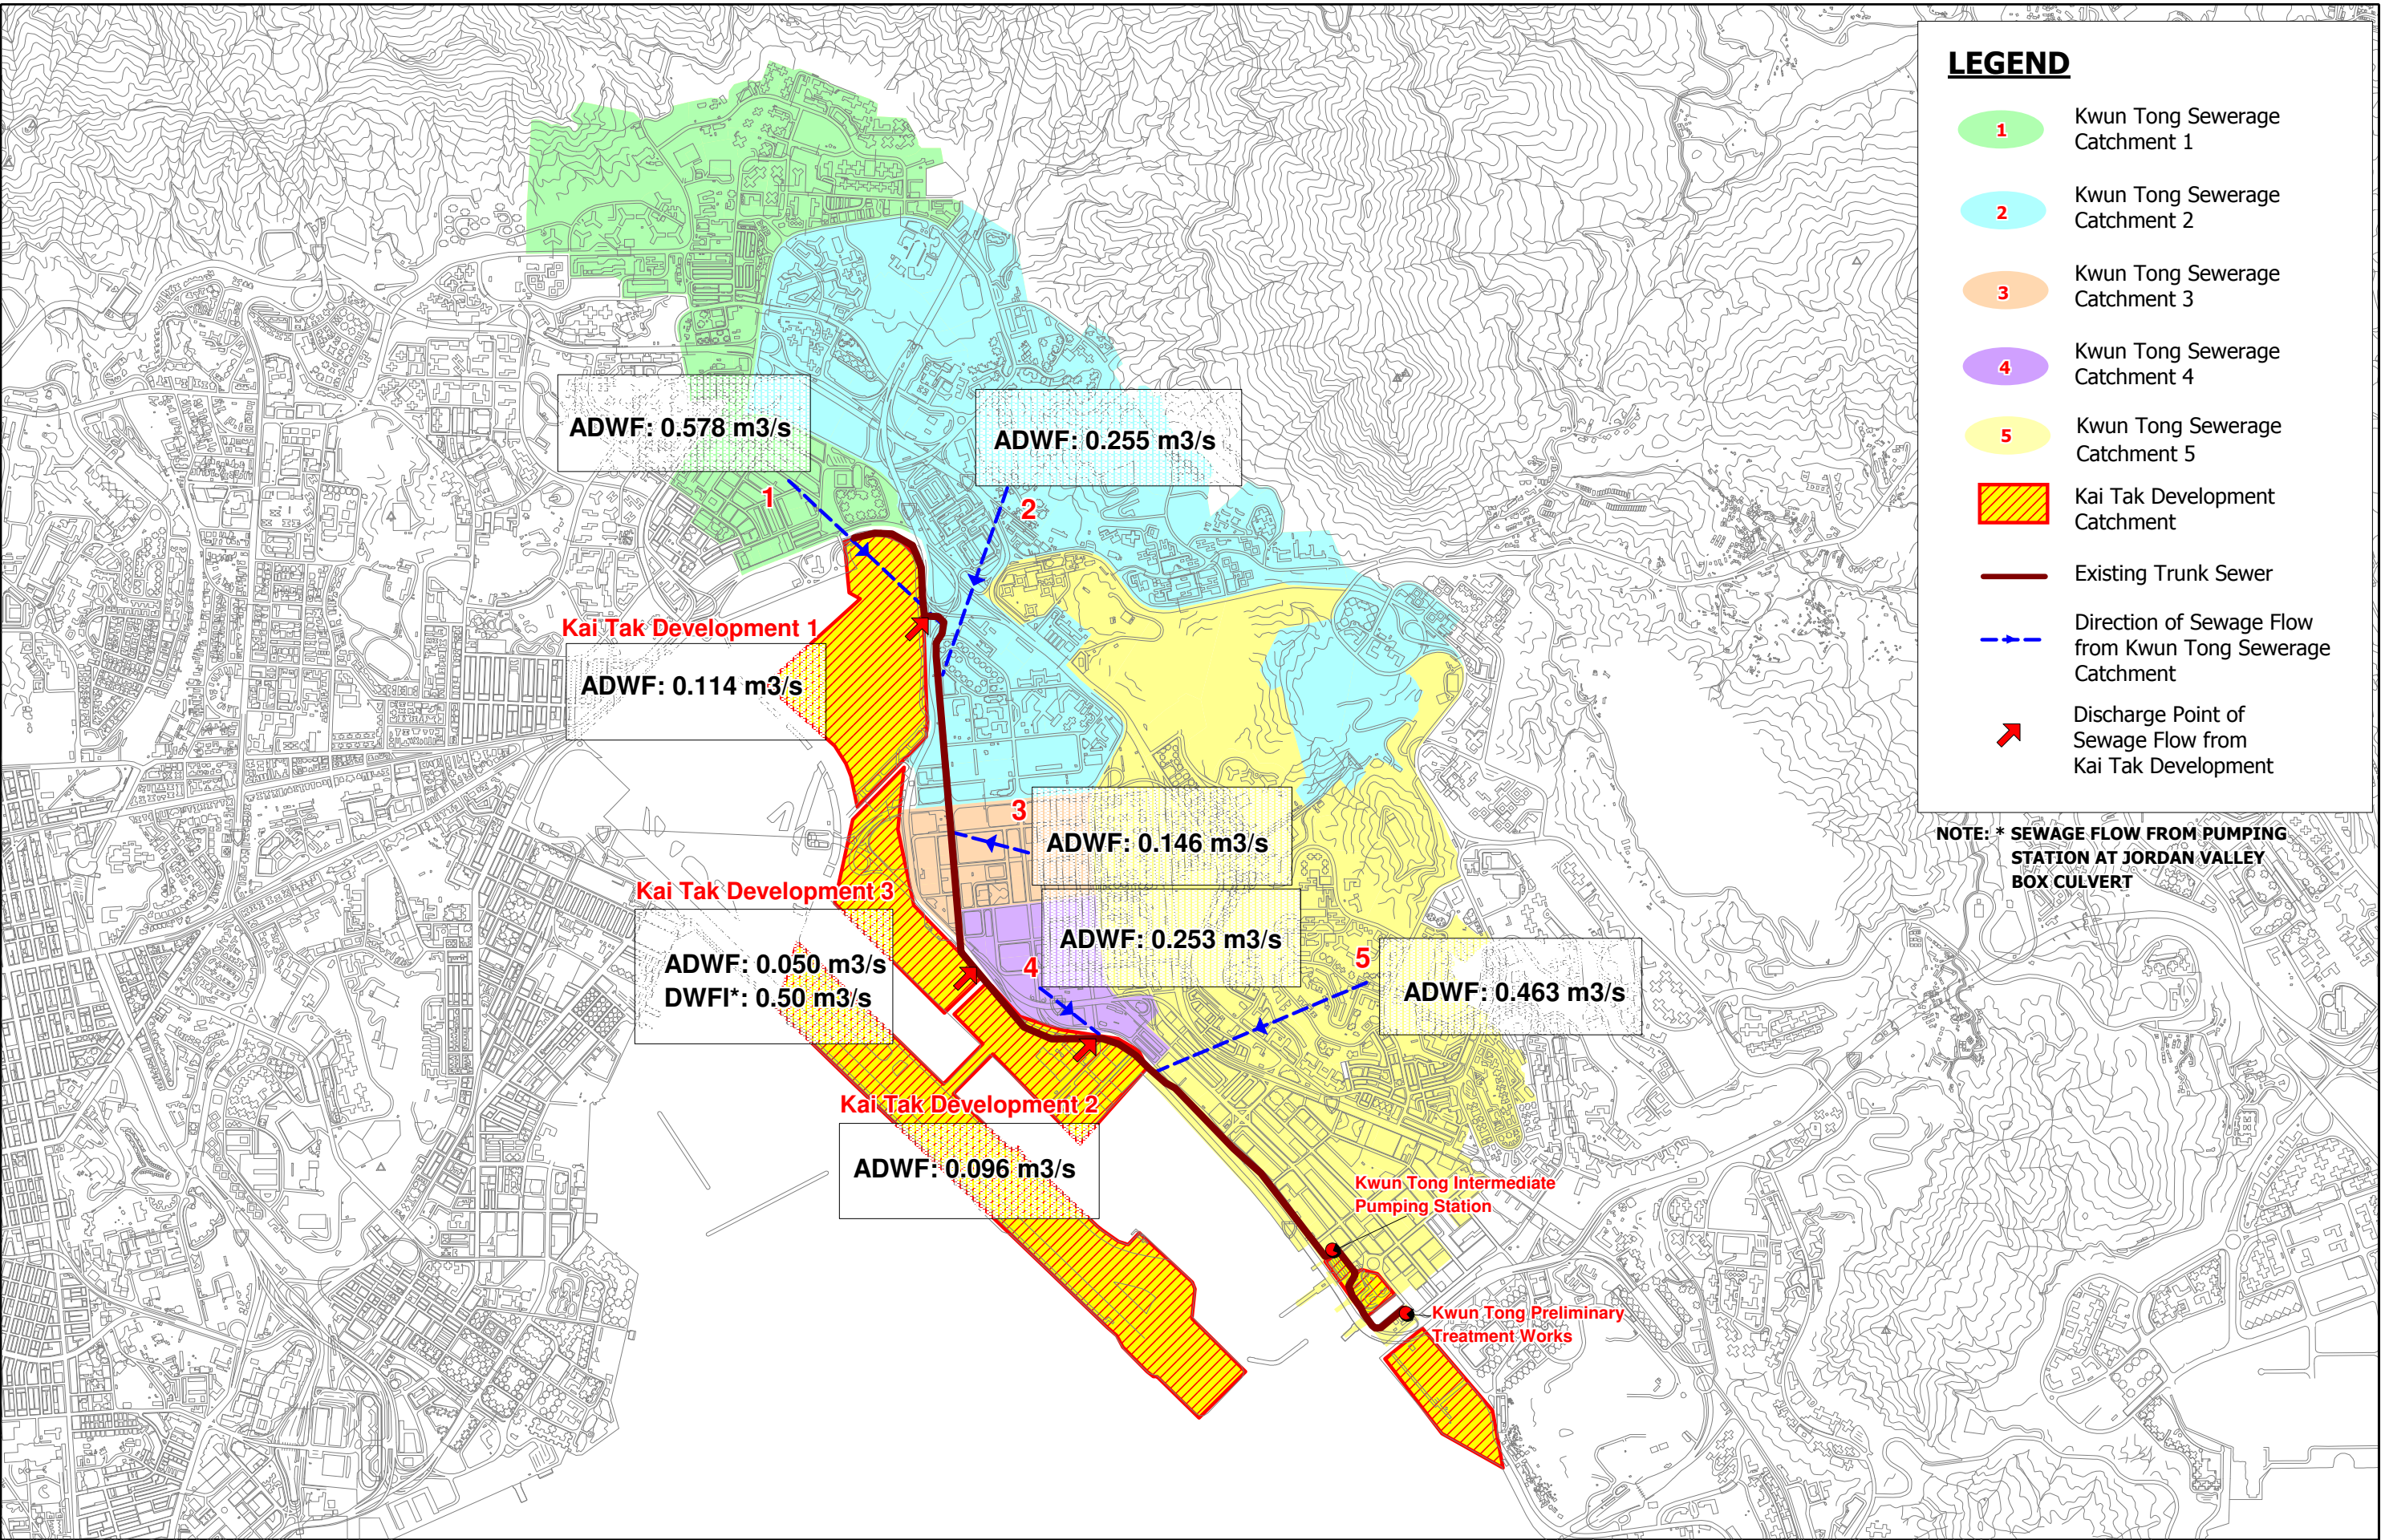 LEGEND
1
Kwun Tong Sewerage
Catchment 1
2
Kwun Tong Sewerage
Catchment 2
3
Kwun Tong Sewerage
Catchment 3
4
Kwun Tong Sewerage
Catchment 4
5
Kwun Tong Sewerage
Catchment 5
Kai Tak Development
Catchment
Existing Trunk Sewer
Direction of Sewage Flow
from Kwun Tong Sewerage
Catchment
Discharge Point of
Sewage Flow from
Kai Tak Development
NOTE: * SEWAGE FLOW FROM PUMPING
STATION AT JORDAN VALLEY
BOX CULVERT
ADWF: 0.578 m3/s
1
ADWF: 0.255 m3/s
2
Kai Tak Development 1
ADWF: 0.114 m3/s
3
ADWF: 0.146 m3/s
Kai Tak Development 3
ADWF: 0.050 m3/s
DWFI*: 0.50 m3/s
ADWF: 0.253 m3/s
4
5
ADWF: 0.463 m3/s
Kai Tak Development 2
ADWF: 0.096 m3/s
Kwun Tong Intermediate
Pumping Station
Kwun Tong Preliminary
Treatment Works